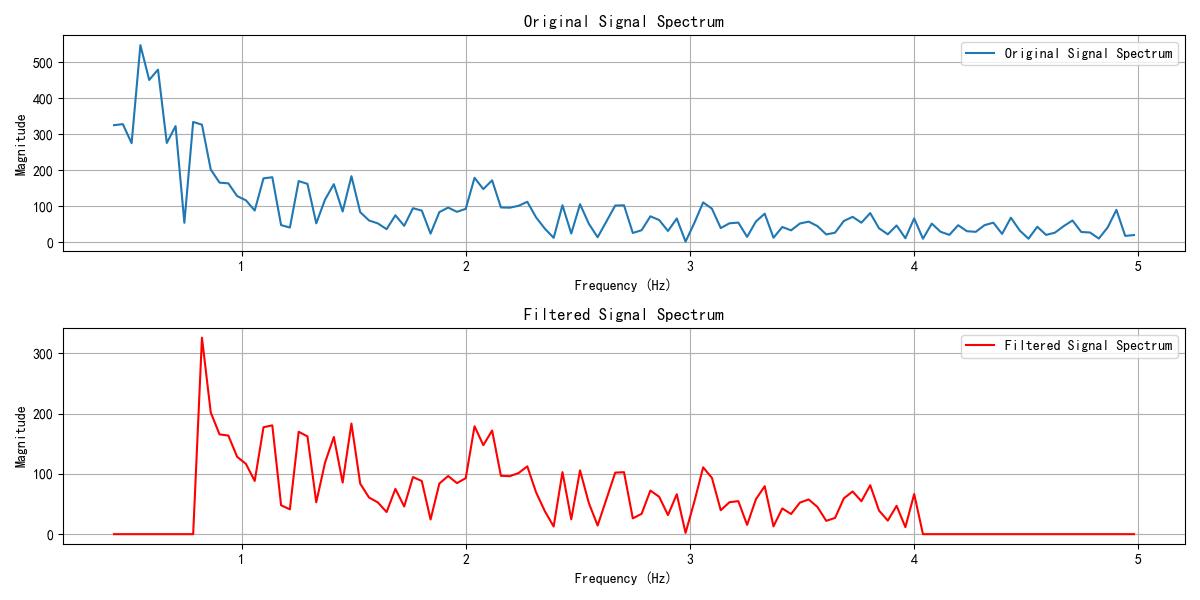 Original Signal Spectrum
Original Signal Spectrum
500
400
300
200
100
0
Magnitude
1 2 3 4 5
Frequency (Hz)
Filtered Signal Spectrum
Filtered Signal Spectrum
300
200
100
0
Magnitude
1 2 3 4 5
Frequency (Hz)